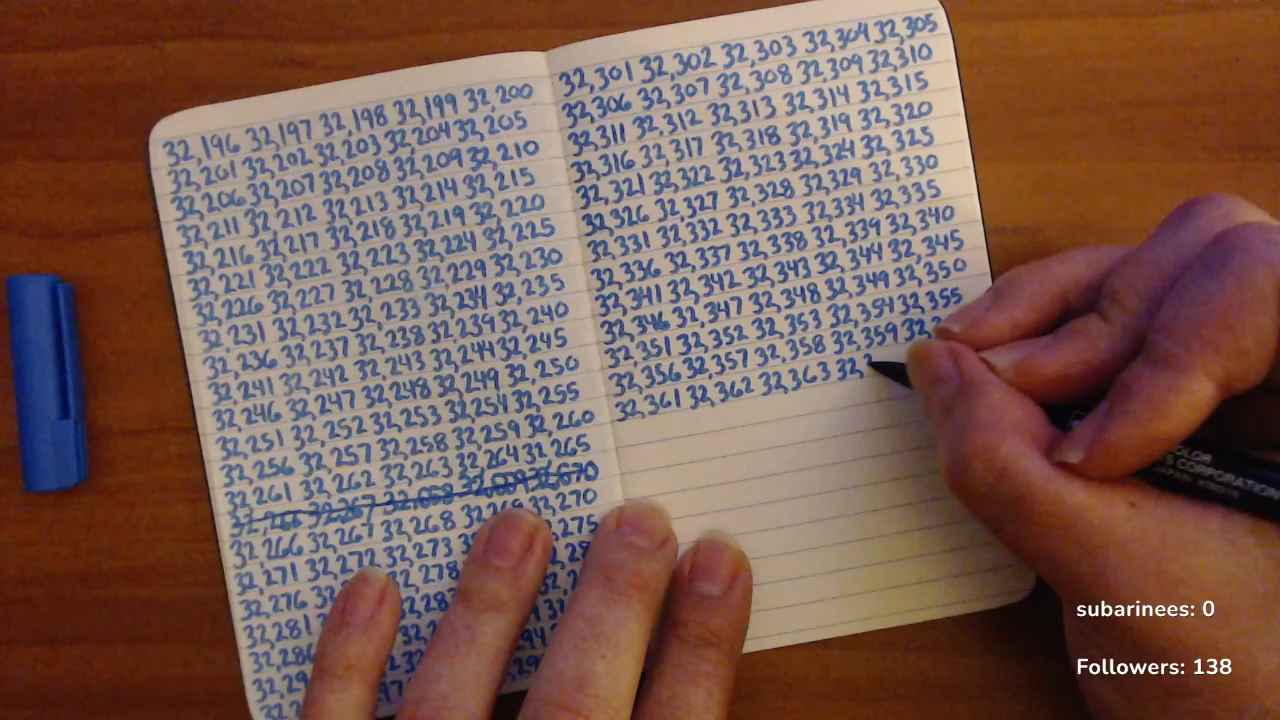 32,196 32,197 32,198 32,199 32,200
32,201 32,202 32,203 32,204 32,205
32,206 32,207 32,208 32,209 32,210
32,211 32,212 32,213 32,214 32,215
32,216 32,217 32,218 32,219 32,220
32,221 32,222 32,223 32,224 32,225
32,226 32,227 32,228 32,229 32,230
32,231 32,232 32,233 32,234 32,235
32,236 32,237 32,238 32,239 32,240
32,241 32,242 32,243 32,244 32,245
32,246 32,247 32,248 32,249 32,250
32,251 32,252 32,253 32,254 32,255
32,256 32,257 32,258 32,259 32,260
32,261 32,262 32,263 32,264 32,265
32,266 32,267
32,266 32,267 32,268 32,269 32,270
32,271 32,272 32,273
32,276 32,278
32,281
32,286
32,301 32,302 32,303 32,304 32,305
32,306 32,307 32,308 32,309 32,310
32,311 32,312 32,313 32,314 32,315
32,316 32,317 32,318 32,319 32,320
32,321 32,322 32,323 32,324 32,325
32,326 32,327 32,328 32,329 32,330
32,331 32,332 32,333 32,334 32,335
32,336 32,337 32,338 32,339 32,340
32,341 32,342 32,343 32,344 32,345
32,346 32,347 32,348 32,349 32,350
32,351 32,352 32,353 32,354 32,355
32,356 32,357 32,358 32,359
32,361 32,362 32,363 32,
CORPORATION
subarinees: 0
Followers: 138